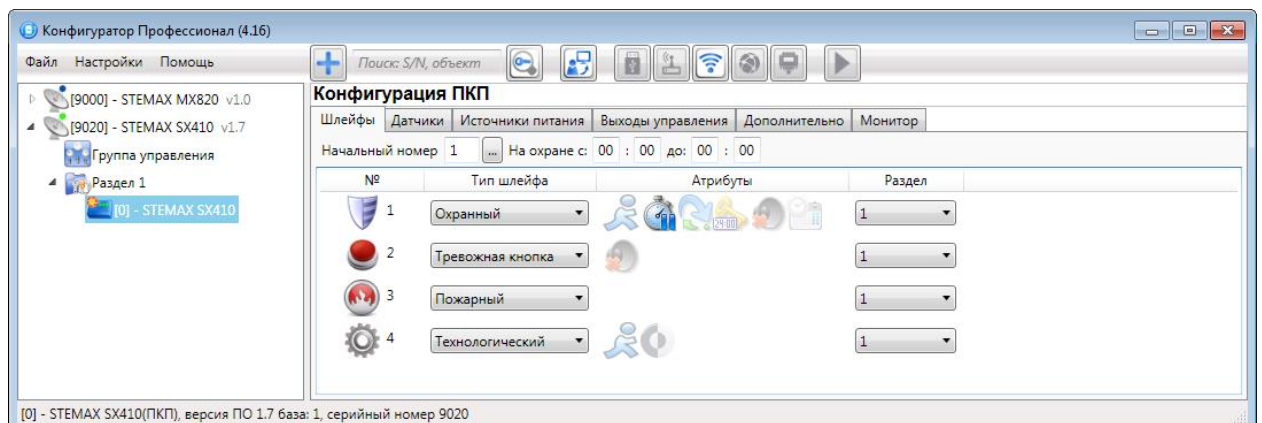 Конфигуратор Профессионал (4.16)
Файл Настройки Помощь
Поиск: S/N, объект
[9000] - STEMAX MX820 v1.0
[9020] - STEMAX SX410 v1.7
Группа управления
Раздел 1
[0] - STEMAX SX410
Конфигурация ПКП
Шлейфы Датчики Источники питания Выходы управления Дополнительно Монитор
Начальный номер 1 ... На охране с: 00 : 00 до: 00 : 00
№ Тип шлейфа Атрибуты Раздел
1 Охранный 24:00 1
2 Тревожная кнопка 1
3 Пожарный 1
4 Технологический 1
[0] - STEMAX SX410(ПКП), версия ПО 1.7 база: 1, серийный номер 9020